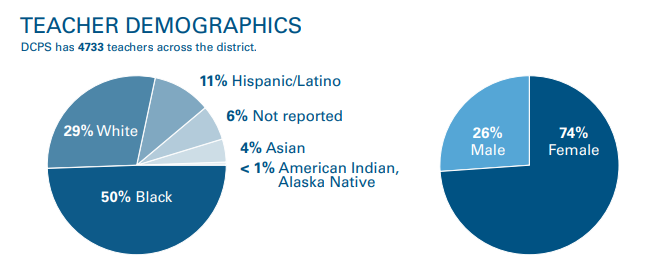 TEACHER DEMOGRAPHICS
DCPS has 4733 teachers across the district.
11% Hispanic/Latino
6% Not reported
29% White
4% Asian
< 1% American Indian,
Alaska Native
50% Black
26%
Male
74%
Female